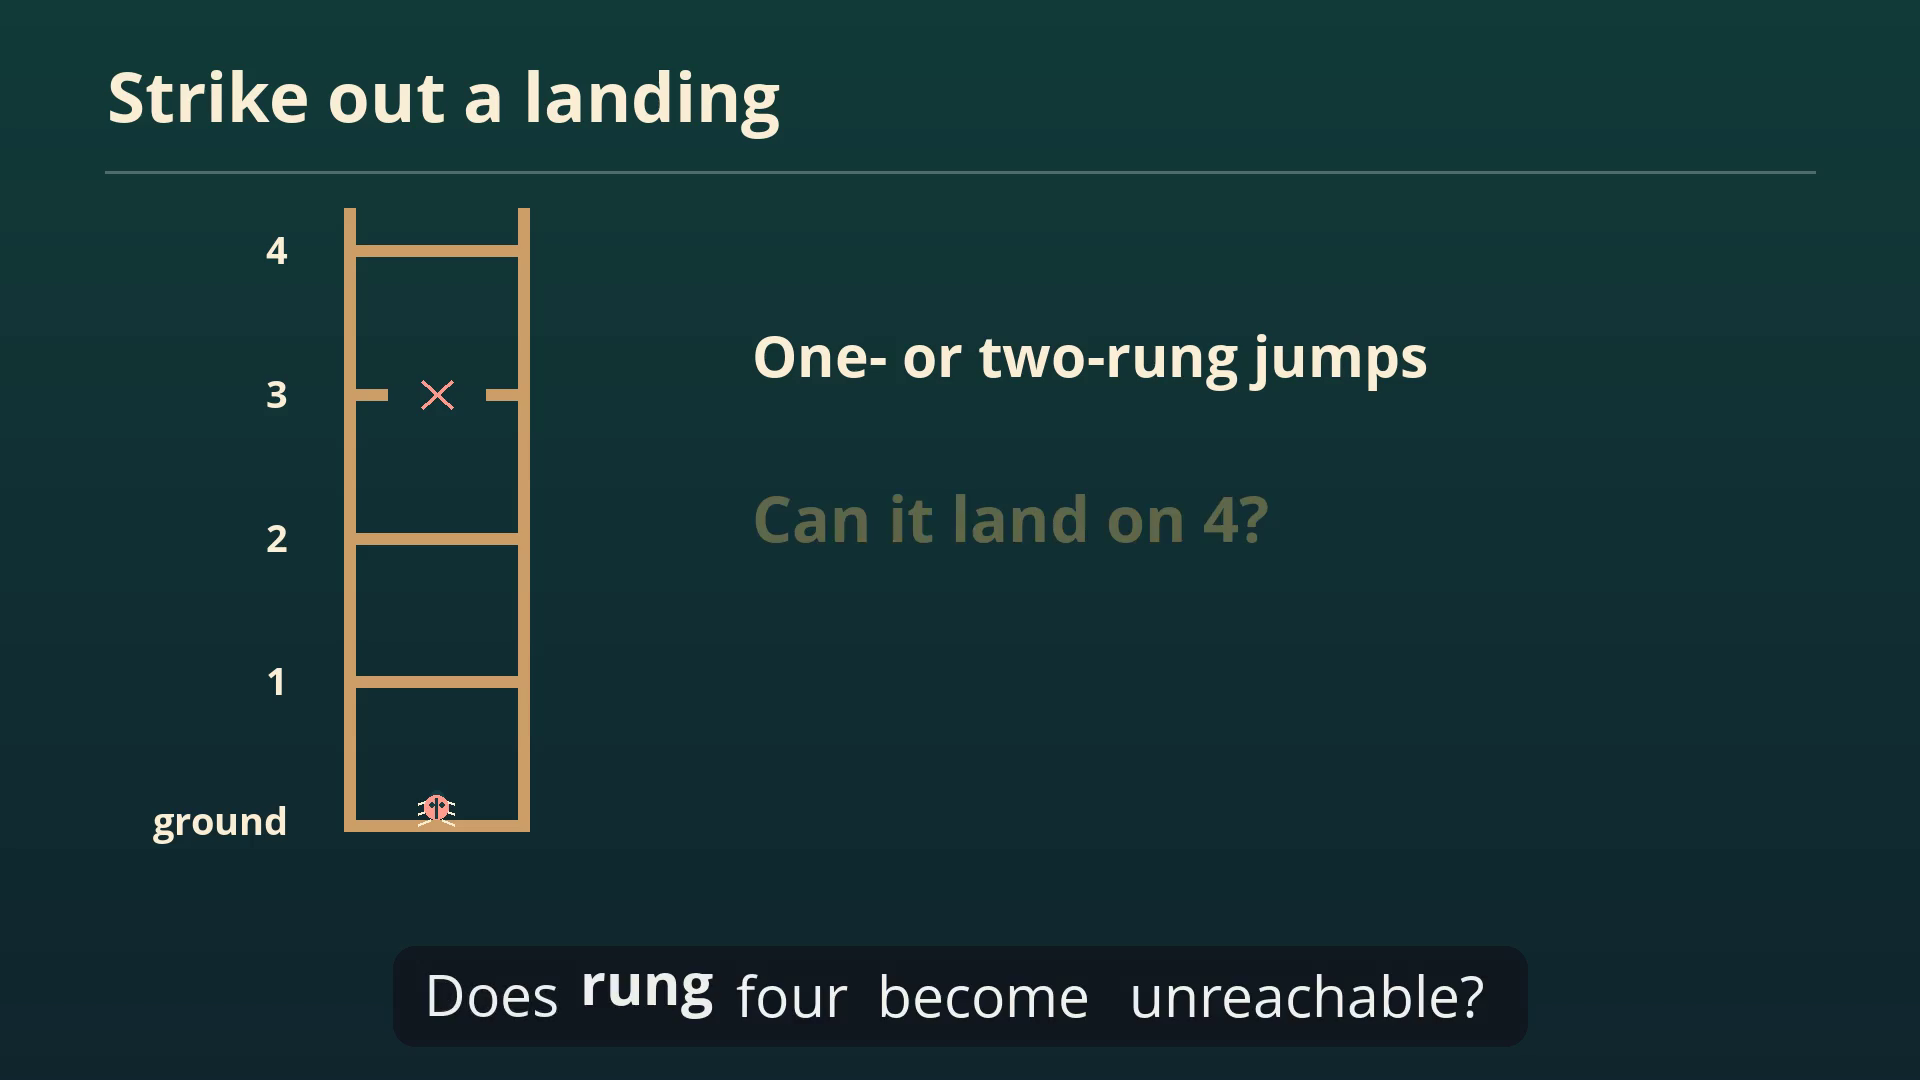 Strike out a landing
4
3
2
1
ground
One- or two-rung jumps
Can it land on 4?
Does rung four become unreachable?